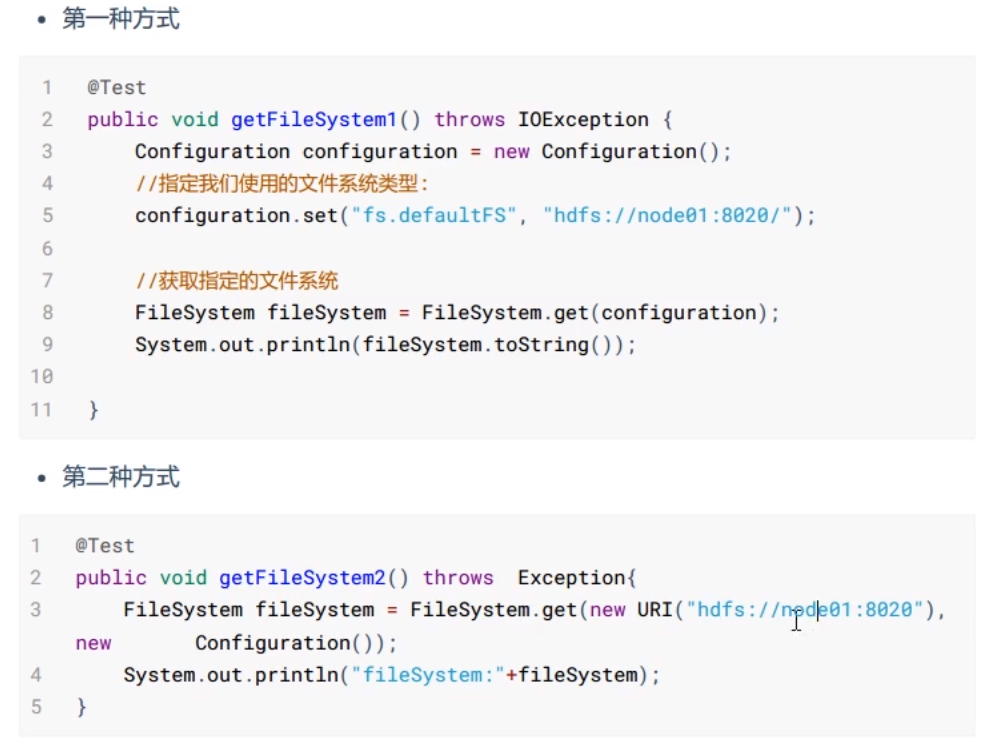 • 第一种方式
1 @Test
2 public void getFileSystem1() throws IOException {
3     Configuration configuration = new Configuration();
4     //指定我们使用的文件系统类型:
5     configuration.set("fs.defaultFS", "hdfs://node01:8020/");
6
7     //获取指定的文件系统
8     FileSystem fileSystem = FileSystem.get(configuration);
9     System.out.println(fileSystem.toString());
10
11 }
• 第二种方式
1 @Test
2 public void getFileSystem2() throws  Exception{
3     FileSystem fileSystem = FileSystem.get(new URI("hdfs://node01:8020"),
new       Configuration());
4     System.out.println("fileSystem:"+fileSystem);
5 }